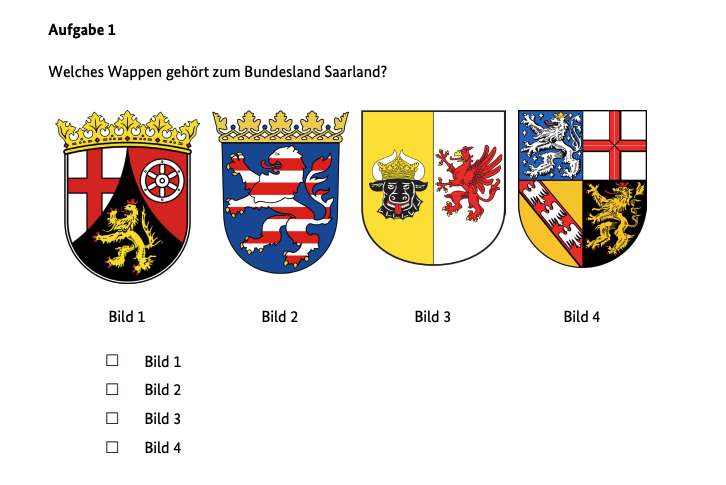 Aufgabe 1
Welches Wappen gehört zum Bundesland Saarland?
Bild 1 Bild 2 Bild 3 Bild 4
Bild 1
Bild 2
Bild 3
Bild 4